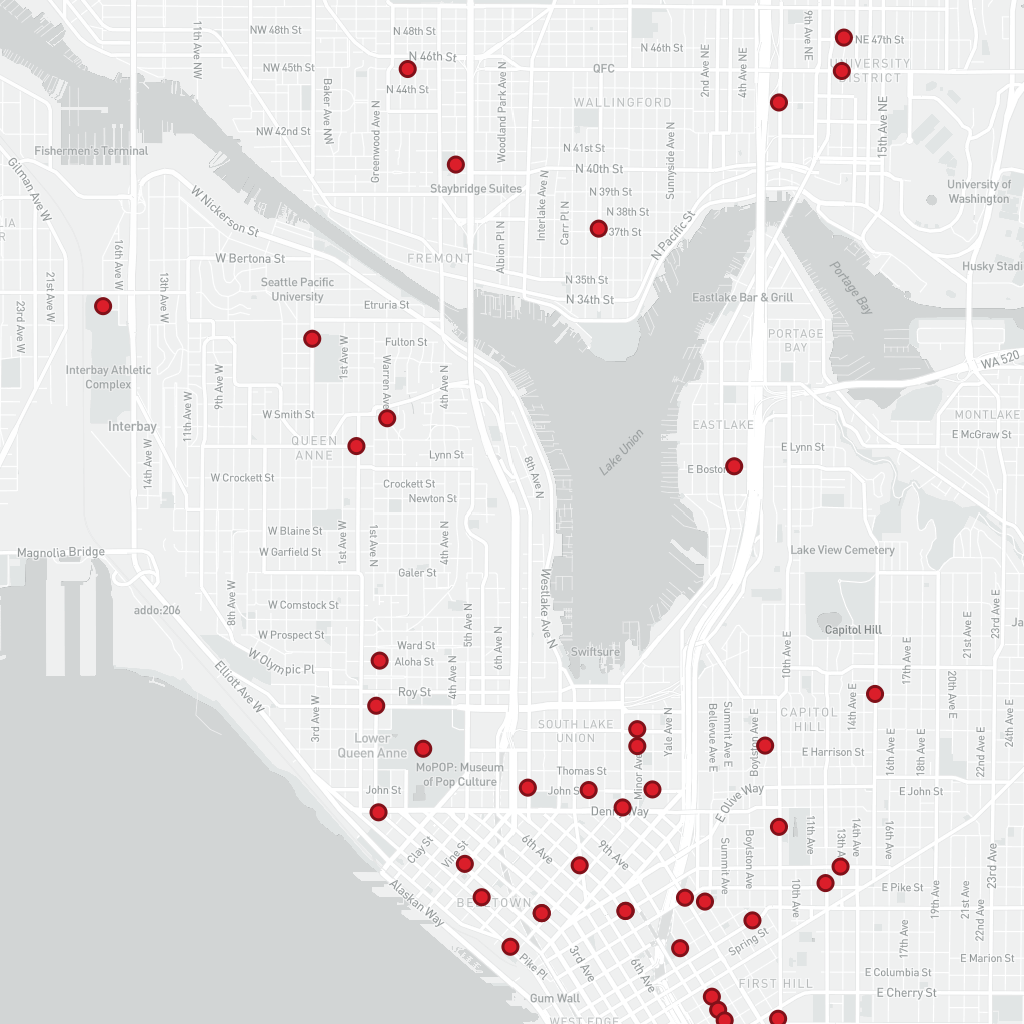 NW 48th St
N 48th St
9th Ave NE
NE 47th St
11th Ave NW
N 46th St
N 46th St
2nd Ave NE
4th Ave NE
NW 45th St
QFC
UNIVERSITY
DISTRICT
Baker Ave NW
N 44th St
Woodland Park Ave N
WALLINGFORD
Greenwood Ave N
15th Ave NE
NW 42nd St
Fishermen's Terminal
N 41st St
Sunnyside Ave N
N 40th St
Gilman Ave W
Staybridge Suites
Interlake Ave N
N 39th St
University of
Washington
W Nickerson St
Carr Pl N
N 38th St
LIA
R
Albion Pl N
37th St
N Pacific St
16th Ave W
W Bertona St
FREMONT
Husky Stadi
21st Ave W
13th Ave W
Seattle Pacific
University
N 35th St
Portage Bay
23rd Ave W
Etruria St
N 34th St
Eastlake Bar & Grill
PORTAGE
BAY
1st Ave W
Fulton St
WA 520
Interbay Athletic
Complex
9th Ave W
Warren Ave
4th Ave N
11th Ave W
W Smith St
MONTLAKE
Interbay
EASTLAKE
E McGraw St
QUEEN
ANNE
Lynn St
Lake Union
E Lynn St
14th Ave W
8th Ave N
E Boston
W Crockett St
Crockett St
Newton St
W Blaine St
1st Ave W
1st Ave N
4th Ave N
Magnolia Bridge
W Garfield St
Lake View Cemetery
Galer St
8th Ave W
Westlake Ave N
addo:206
W Comstock St
5th Ave N
6th Ave N
10th Ave E
Capitol Hill
21st Ave E
23rd Ave E
Ja
W Prospect St
Ward St
17th Ave E
W Olympic Pl
Aloha St
Swiftsure
4th Ave N
Elliott Ave W
Roy St
14th Ave E
20th Ave E
24th Ave E
3rd Ave W
SOUTH LAKE
UNION
Yale Ave N
Bellevue Ave E
Summit Ave E
Boylston Ave E
CAPITOL
HILL
Lower
Queen Anne
16th Ave E
18th Ave E
22nd Ave E
E Harrison St
MoPOP: Museum
of Pop Culture
Thomas St
Minor Ave
John St
John S
E Olive Way
E John St
Denny Way
Clay St
Vine St
6th Ave
9th Ave
Summit Ave
Boylston Ave
11th Ave
13th A
14th Ave
16th Ave
23rd Ave
Alaskan Way
BELLTOWN
10th Ave
E Pike St
19th Ave
21st Ave
22nd Ave
17th Ave
Spring St
Pike Pl
3rd Ave
6th Ave
E Marion St
E Columbia St
FIRST HILL
E Cherry St
Gum Wall
WEST EDGE